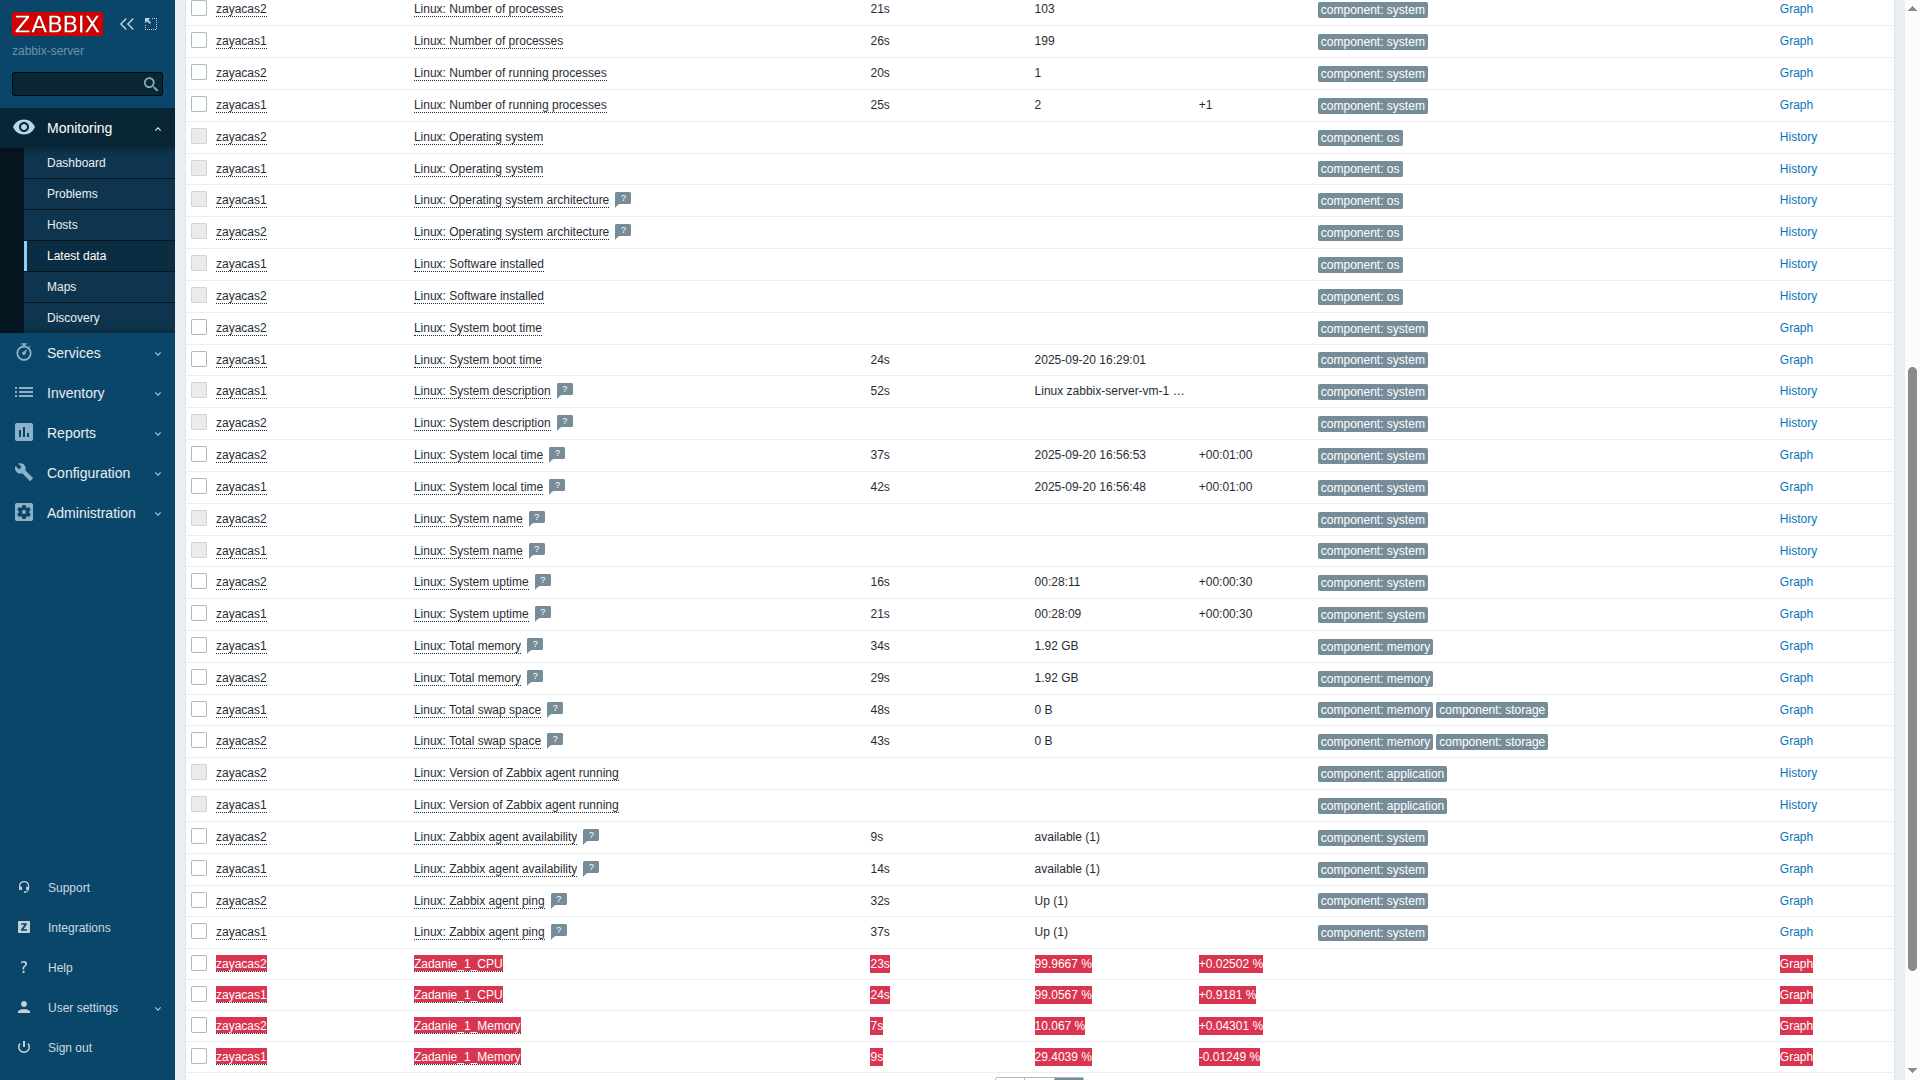 ZABBIX
zabbix-server
Monitoring
Dashboard
Problems
Hosts
Latest data
Maps
Discovery
Services
Inventory
Reports
Configuration
Administration
Support
Integrations
Help
User settings
Sign out
zayacas2 Linux: Number of processes 21s 103 component: system Graph
zayacas1 Linux: Number of processes 26s 199 component: system Graph
zayacas2 Linux: Number of running processes 20s 1 component: system Graph
zayacas1 Linux: Number of running processes 25s 2 +1 component: system Graph
zayacas2 Linux: Operating system component: os History
zayacas1 Linux: Operating system component: os History
zayacas1 Linux: Operating system architecture ? component: os History
zayacas2 Linux: Operating system architecture ? component: os History
zayacas1 Linux: Software installed component: os History
zayacas2 Linux: Software installed component: os History
zayacas2 Linux: System boot time component: system Graph
zayacas1 Linux: System boot time 24s 2025-09-20 16:29:01 component: system Graph
zayacas1 Linux: System description ? 52s Linux zabbix-server-vm-1 … component: system History
zayacas2 Linux: System description ? component: system History
zayacas2 Linux: System local time ? 37s 2025-09-20 16:56:53 +00:01:00 component: system Graph
zayacas1 Linux: System local time ? 42s 2025-09-20 16:56:48 +00:01:00 component: system Graph
zayacas2 Linux: System name ? component: system History
zayacas1 Linux: System name ? component: system History
zayacas2 Linux: System uptime ? 16s 00:28:11 +00:00:30 component: system Graph
zayacas1 Linux: System uptime ? 21s 00:28:09 +00:00:30 component: system Graph
zayacas1 Linux: Total memory ? 34s 1.92 GB component: memory Graph
zayacas2 Linux: Total memory ? 29s 1.92 GB component: memory Graph
zayacas1 Linux: Total swap space ? 48s 0 B component: memory component: storage Graph
zayacas2 Linux: Total swap space ? 43s 0 B component: memory component: storage Graph
zayacas2 Linux: Version of Zabbix agent running component: application History
zayacas1 Linux: Version of Zabbix agent running component: application History
zayacas2 Linux: Zabbix agent availability ? 9s available (1) component: system Graph
zayacas1 Linux: Zabbix agent availability ? 14s available (1) component: system Graph
zayacas2 Linux: Zabbix agent ping ? 32s Up (1) component: system Graph
zayacas1 Linux: Zabbix agent ping ? 37s Up (1) component: system Graph
zayacas2 Zadanie_1_CPU 23s 99.9667 % +0.02502 % Graph
zayacas1 Zadanie_1_CPU 24s 99.0567 % +0.9181 % Graph
zayacas2 Zadanie_1_Memory 7s 10.067 % +0.04301 % Graph
zayacas1 Zadanie_1_Memory 9s 29.4039 % -0.01249 % Graph